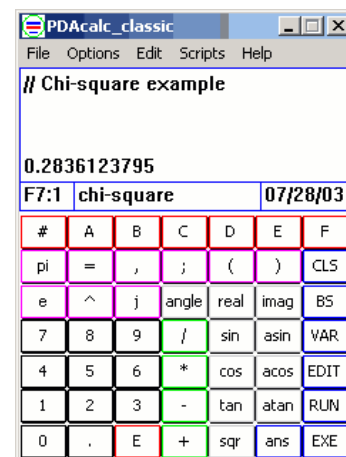 PDAcalc_classic
File Options Edit Scripts Help
// Chi-square example
0.2836123795
F7:1 chi-square 07/28/03
# A B C D E F
pi = , ; ( ) CLS
e ^ j angle real imag BS
7 8 9 / sin asin VAR
4 5 6 * cos acos EDIT
1 2 3 - tan atan RUN
0 . E + sqr ans EXE